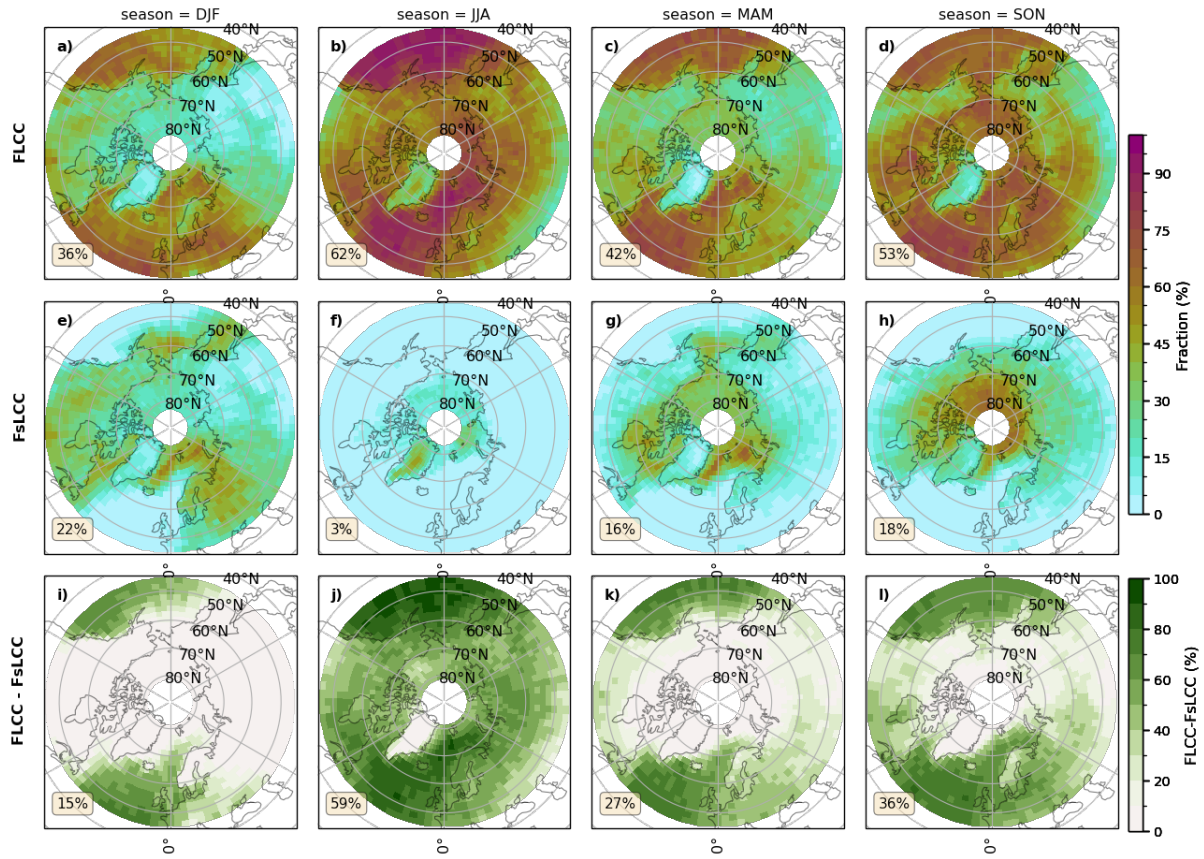 season = DJF
season = JJA
season = MAM
season = SON
FLCC
a)
40°N
50°N
60°N
70°N
80°N
36%
b)
40°N
50°N
60°N
70°N
80°N
62%
c)
40°N
50°N
60°N
70°N
80°N
42%
d)
40°N
50°N
60°N
70°N
80°N
53%
0°
0°
0°
0°
FsLCC
e)
40°N
50°N
60°N
70°N
80°N
22%
f)
40°N
50°N
60°N
70°N
80°N
3%
g)
40°N
50°N
60°N
70°N
80°N
16%
h)
40°N
50°N
60°N
70°N
80°N
18%
90
75
60
45
30
15
0
Fraction (%)
0°
0°
0°
0°
FLCC - FsLCC
i)
40°N
50°N
60°N
70°N
80°N
15%
j)
40°N
50°N
60°N
70°N
80°N
59%
k)
40°N
50°N
60°N
70°N
80°N
27%
l)
40°N
50°N
60°N
70°N
80°N
36%
100
80
60
40
20
0
FLCC-FsLCC (%)
0°
0°
0°
0°